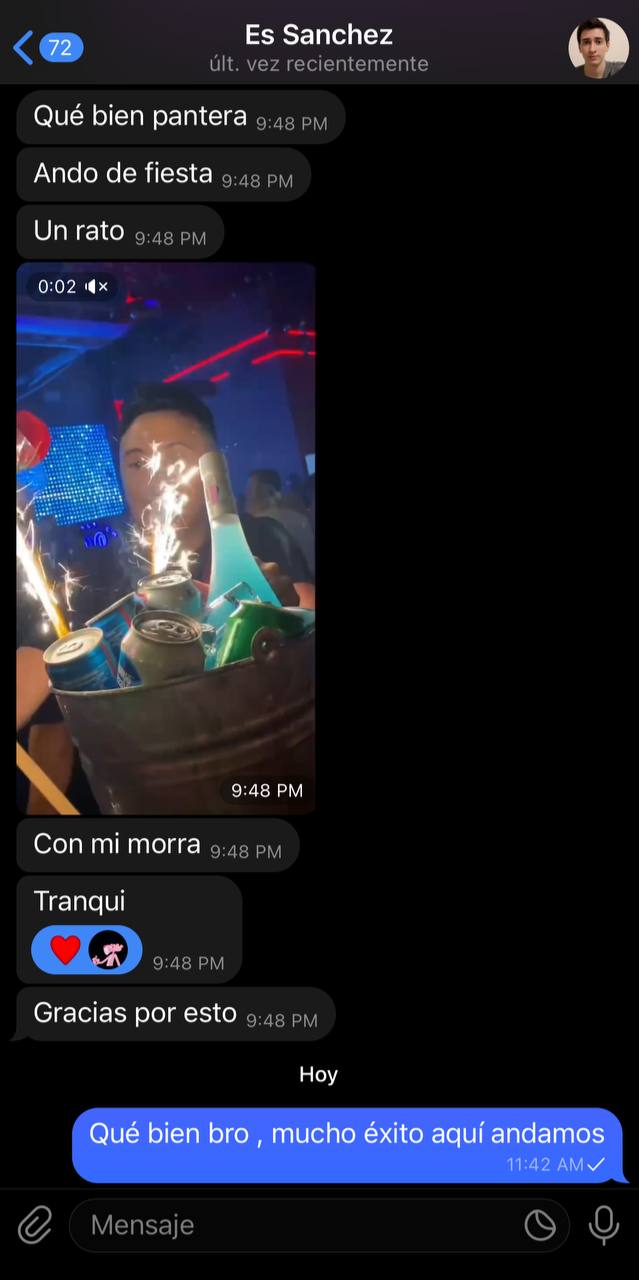 72
Es Sanchez
últ. vez recientemente
Qué bien pantera 9:48 PM
Ando de fiesta 9:48 PM
Un rato 9:48 PM
0:02
9:48 PM
Con mi morra 9:48 PM
Tranqui
9:48 PM
Gracias por esto 9:48 PM
Hoy
Qué bien bro , mucho éxito aquí andamos
11:42 AM
Mensaje